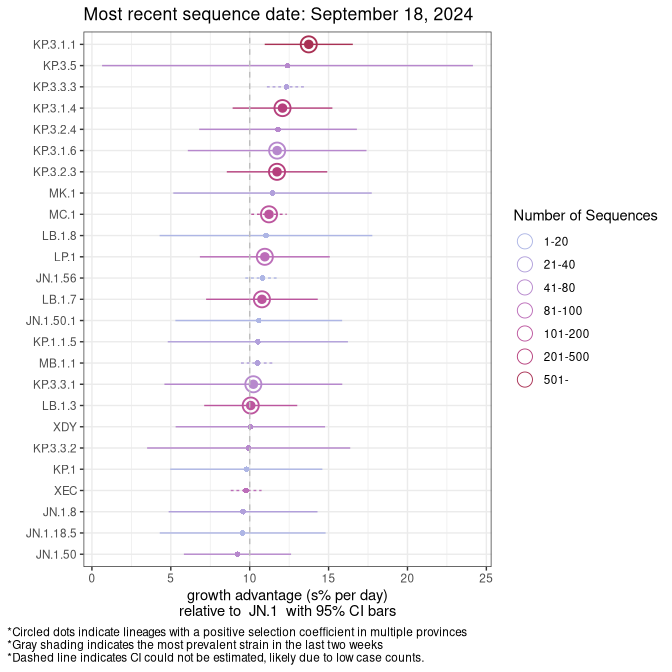 Most recent sequence date: September 18, 2024
KP.3.1.1
KP.3.5
KP.3.3.3
KP.3.1.4
KP.3.2.4
KP.3.1.6
KP.3.2.3
MK.1
MC.1
LB.1.8
LP.1
JN.1.56
LB.1.7
JN.1.50.1
KP.1.1.5
MB.1.1
KP.3.3.1
LB.1.3
XDY
KP.3.3.2
KP.1
XEC
JN.1.8
JN.1.18.5
JN.1.50
0 5 10 15 20 25
growth advantage (s% per day)
relative to JN.1 with 95% CI bars
Number of Sequences
1-20
21-40
41-80
81-100
101-200
201-500
501-
*Circled dots indicate lineages with a positive selection coefficient in multiple provinces
*Gray shading indicates the most prevalent strain in the last two weeks
*Dashed line indicates CI could not be estimated, likely due to low case counts.